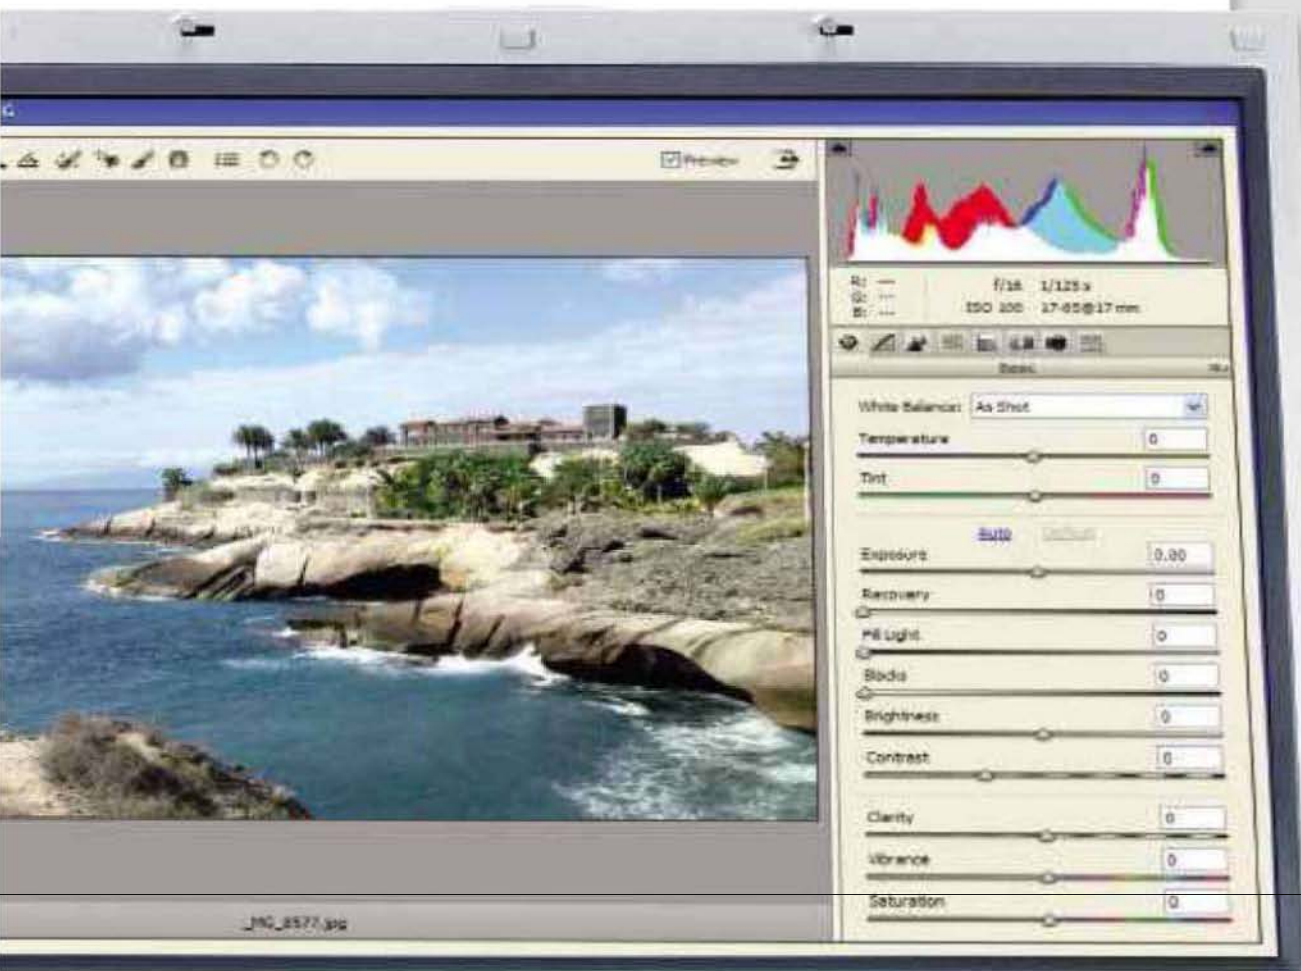 G
Preview
R: ---
G: ---
B: ---
f/16 1/125 s
ISO 100 17-85@17 mm
Basic
White Balance: As Shot
Temperature 0
Tint 0
Auto Default
Exposure 0.00
Recovery 0
Fill Light 0
Blacks 0
Brightness 0
Contrast 0
Clarity 0
Vibrance 0
Saturation 0
_MG_8577.jpg